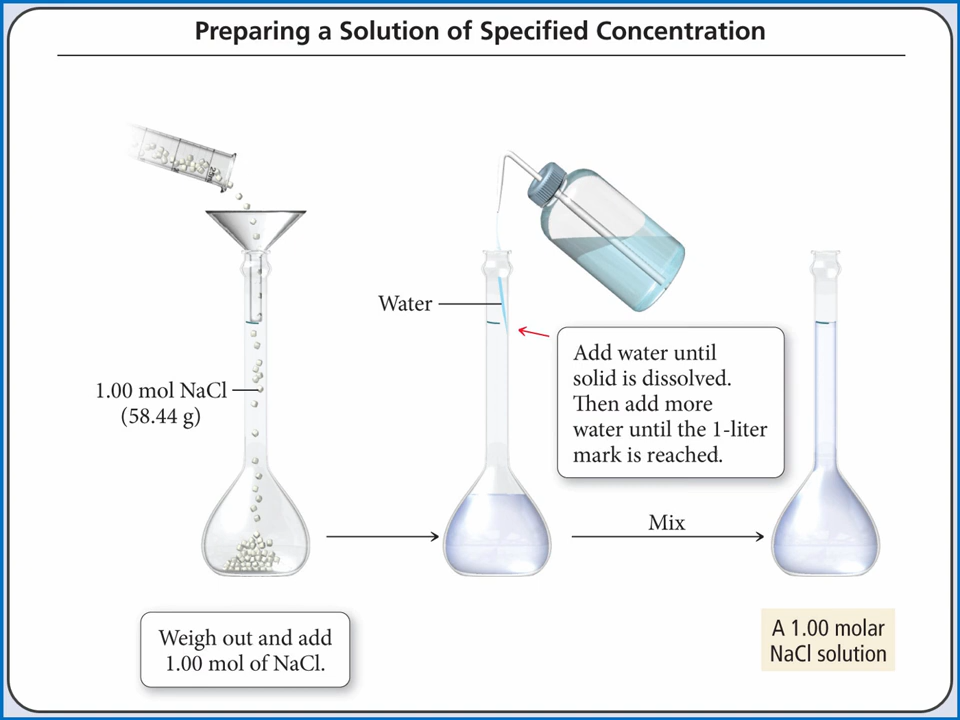 Preparing a Solution of Specified Concentration
Water
1.00 mol NaCl
(58.44 g)
Add water until
solid is dissolved.
Then add more
water until the 1-liter
mark is reached.
Mix
Weigh out and add
1.00 mol of NaCl.
A 1.00 molar
NaCl solution